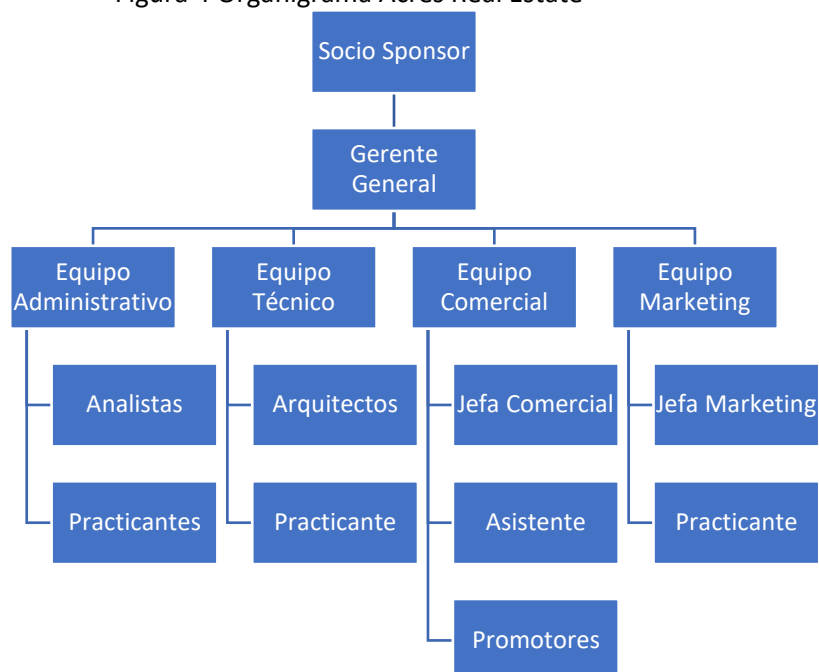 Figura 4 Organigrama Acres Real Estate
Socio Sponsor
Gerente
General
Equipo
Administrativo
Equipo
Técnico
Equipo
Comercial
Equipo
Marketing
Analistas
Arquitectos
Jefa Comercial
Jefa Marketing
Practicantes
Practicante
Asistente
Practicante
Promotores